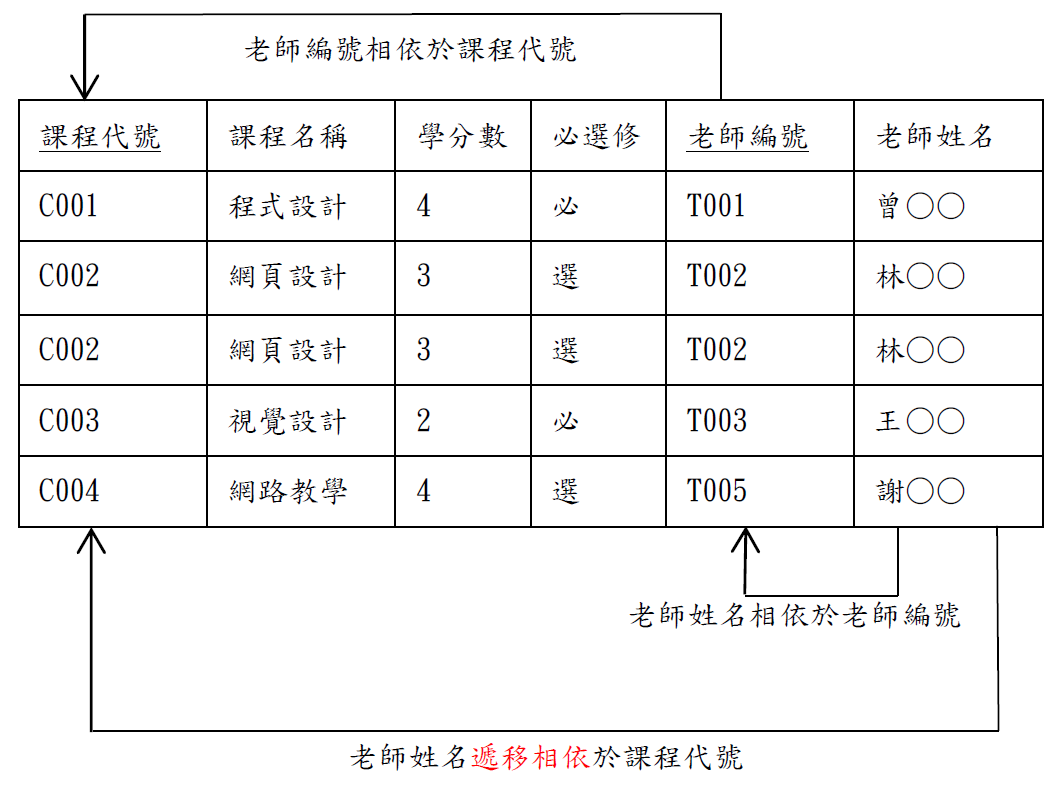 老師編號相依於課程代號
課程代號 課程名稱 學分數 必選修 老師編號 老師姓名
C001 程式設計 4 必 T001 曾○○
C002 網頁設計 3 選 T002 林○○
C002 網頁設計 3 選 T002 林○○
C003 視覺設計 2 必 T003 王○○
C004 網路教學 4 選 T005 謝○○
老師姓名相依於老師編號
老師姓名遞移相依於課程代號